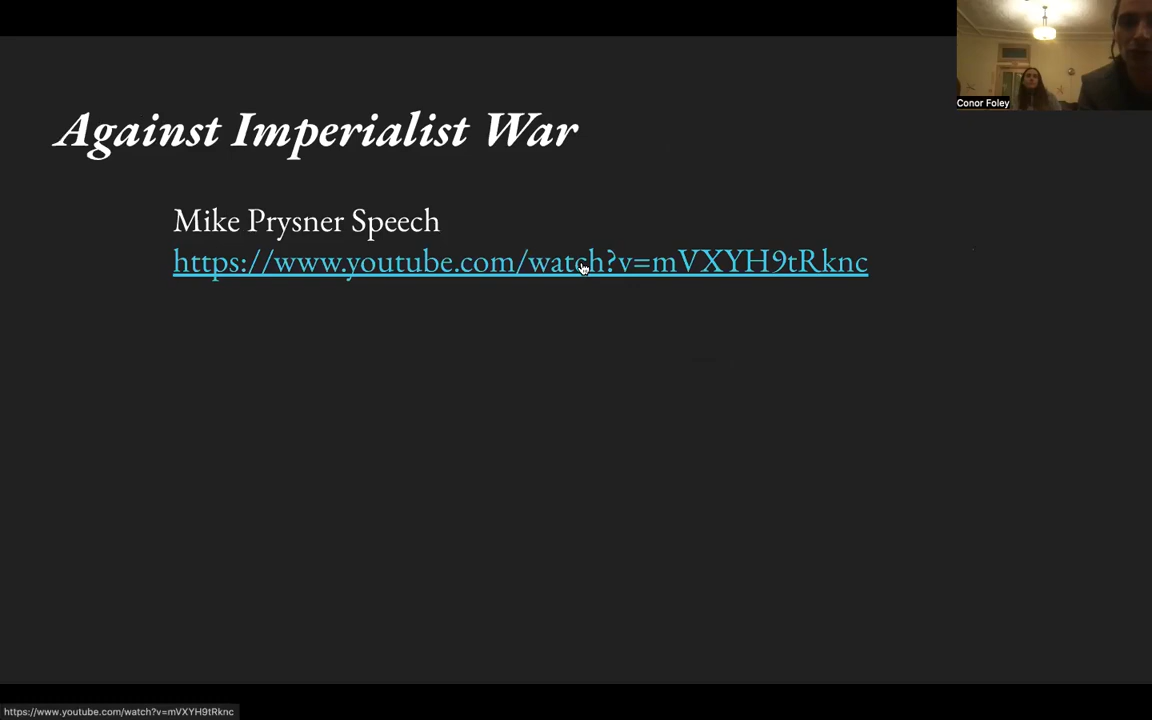 Against Imperialist War
Mike Prysner Speech
https://www.youtube.com/watch?v=mVXYH9tRknc
Conor Foley
https://www.youtube.com/watch?v=mVXYH9tRknc